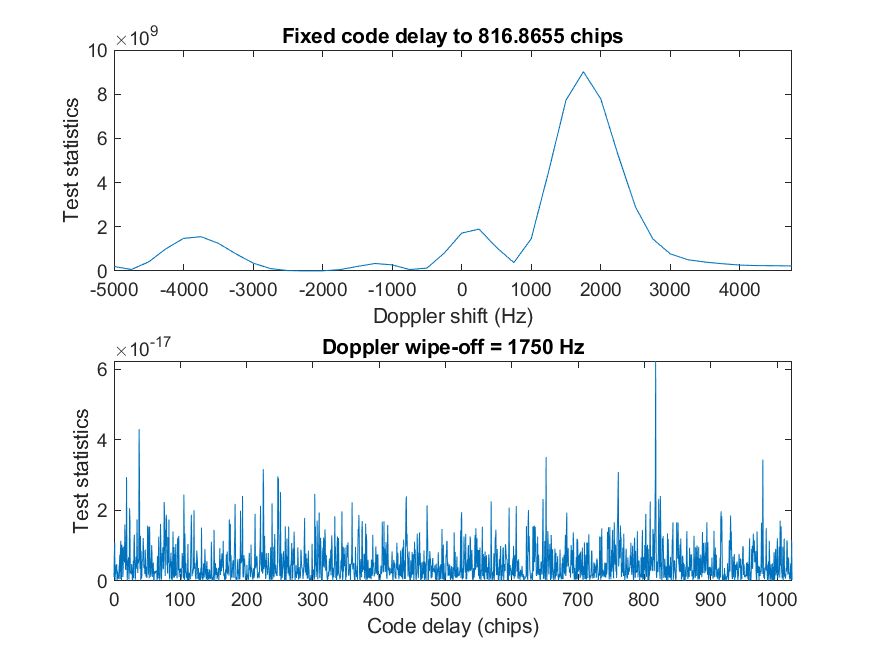 ×10⁹
Fixed code delay to 816.8655 chips
10
8
6
4
2
0
Test statistics
-5000 -4000 -3000 -2000 -1000 0 1000 2000 3000 4000
Doppler shift (Hz)
×10⁻¹⁷
Doppler wipe-off = 1750 Hz
6
4
2
0
Test statistics
0 100 200 300 400 500 600 700 800 900 1000
Code delay (chips)